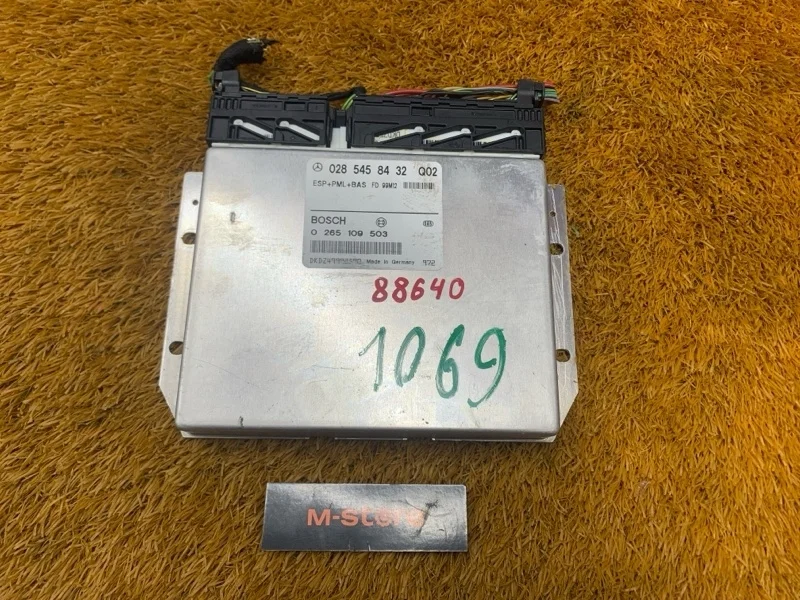 028 545 84 32 Q02
ESP+PML+BAS FD 99M12
BOSCH
0 265 109 503
Made in Germany 972
88640
1069
M-store